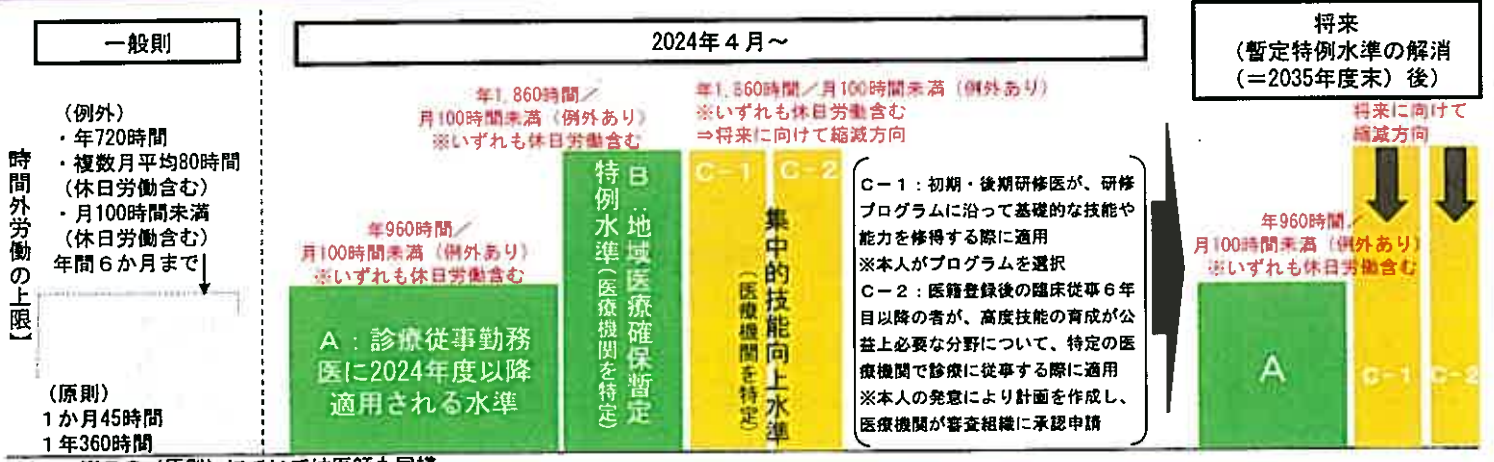 一般則
2024年4月~
将来
(暫定特例水準の解消
(=2035年度末)後)
【時間外労働の上限】
(例外)
・年720時間
・複数月平均80時間
(休日労働含む)
・月100時間未満
(休日労働含む)
年間6か月まで
(原則)
1か月45時間
1年360時間
年960時間/
月100時間未満(例外あり)
※いずれも休日労働含む
A:診療従事勤務
医に2024年度以降
適用される水準
年1,860時間/
月100時間未満(例外あり)
※いずれも休日労働含む
B:地域医療確保暫定
特例水準(医療機関を特定)
年1,860時間/月100時間未満(例外あり)
※いずれも休日労働含む
⇒将来に向けて縮減方向
C-1
C-2
集中的技能向上水準
(医療機関を特定)
C-1:初期・後期研修医が、研修
プログラムに沿って基礎的な技能や
能力を修得する際に適用
※本人がプログラムを選択
C-2:医籍登録後の臨床従事6年
目以降の者が、高度技能の育成が公
益上必要な分野について、特定の医
療機関で診療に従事する際に適用
※本人の発意により計画を作成し、
医療機関が審査組織に承認申請
将来に向けて
縮減方向
年960時間/
月100時間未満(例外あり)
※いずれも休日労働含む
A
C-1
C-2
(原則)については医師も同様